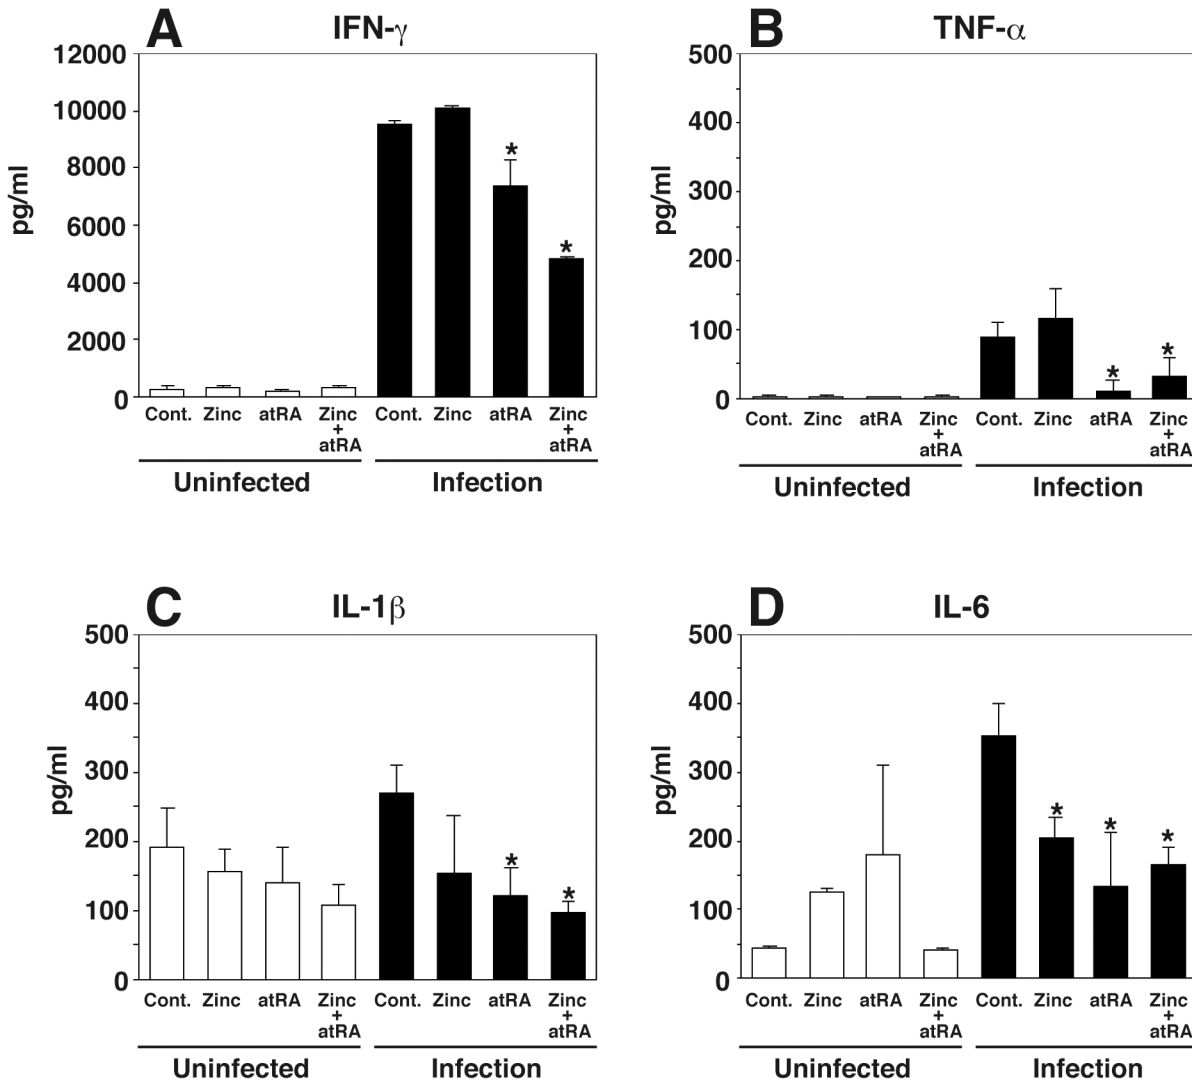 A IFN-γ
12000
10000
8000
6000
4000
2000
0
pg/ml
*
*
Cont. Zinc atRA Zinc + atRA Cont. Zinc atRA Zinc + atRA
Uninfected Infection
B TNF-α
500
400
300
200
100
0
pg/ml
*
*
Cont. Zinc atRA Zinc + atRA Cont. Zinc atRA Zinc + atRA
Uninfected Infection
C IL-1β
500
400
300
200
100
0
pg/ml
*
*
Cont. Zinc atRA Zinc + atRA Cont. Zinc atRA Zinc + atRA
Uninfected Infection
D IL-6
500
400
300
200
100
0
pg/ml
*
*
*
Cont. Zinc atRA Zinc + atRA Cont. Zinc atRA Zinc + atRA
Uninfected Infection